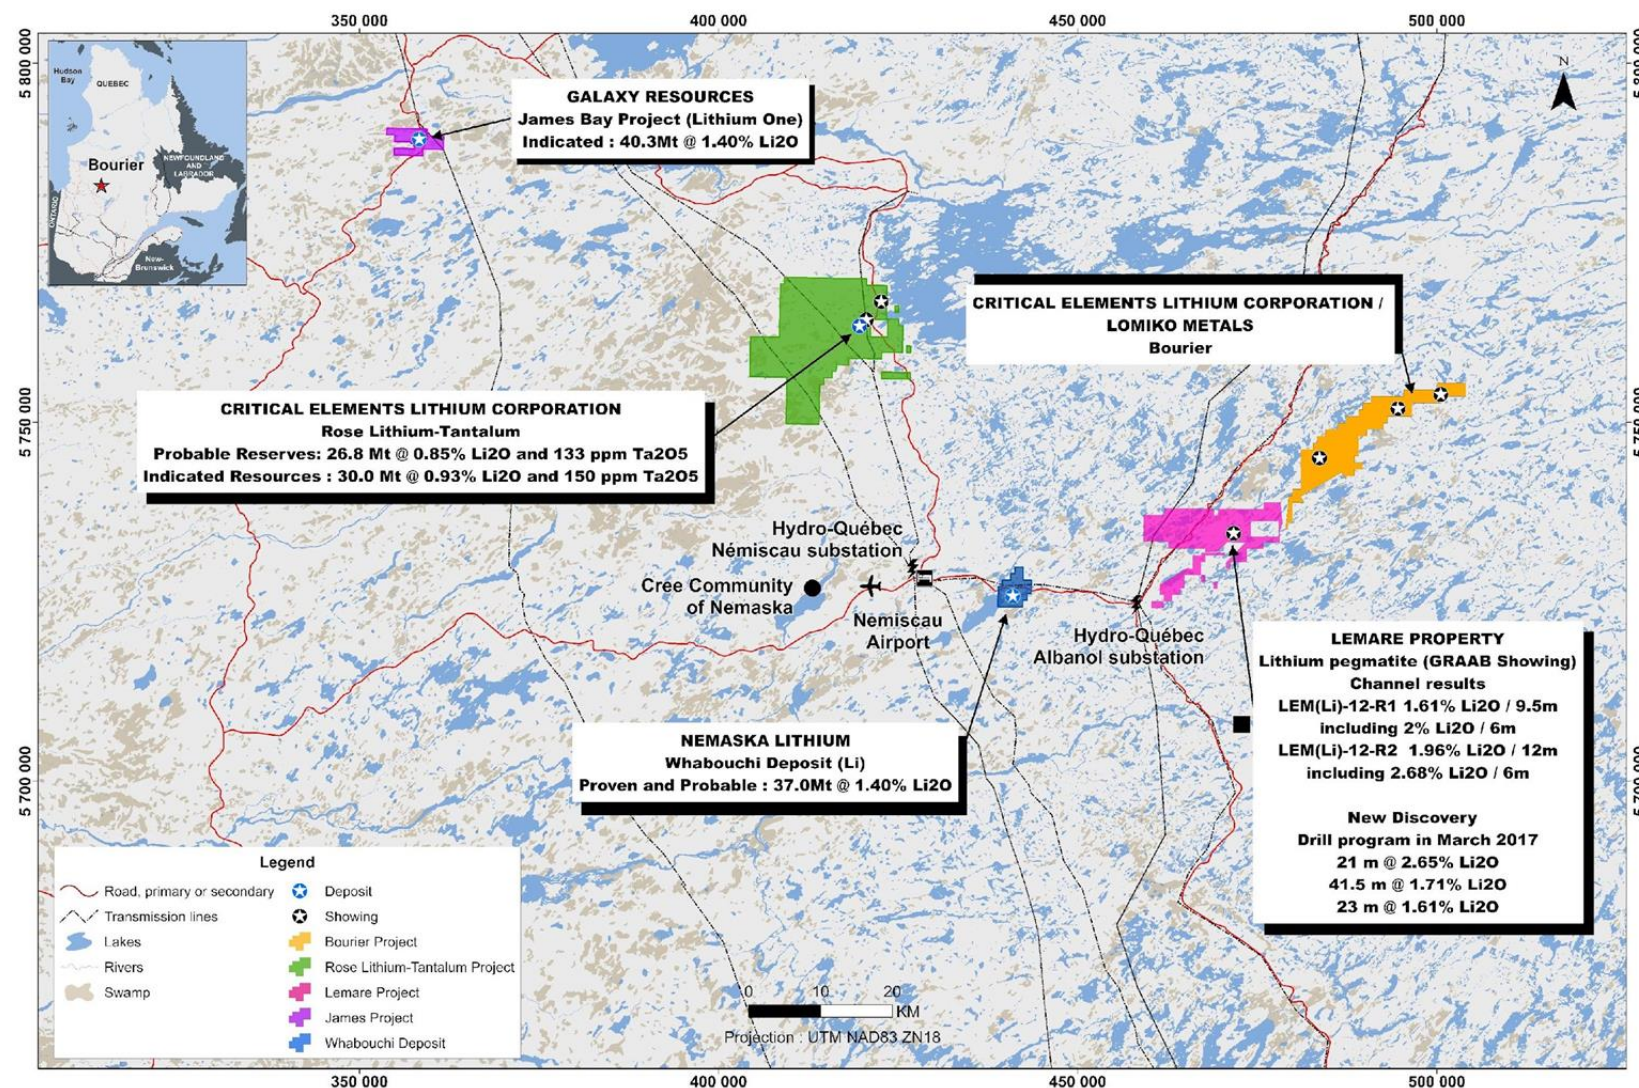 350 000
400 000
450 000
500 000
5 800 000
5 750 000
5 700 000
5 800 000
5 750 000
5 700 000
Hudson
Bay
QUEBEC
Bourier
NEWFOUNDLAND
AND
LABRADOR
ONTARIO
New-
Brunswick
GALAXY RESOURCES
James Bay Project (Lithium One)
Indicated : 40.3Mt @ 1.40% Li2O
N
CRITICAL ELEMENTS LITHIUM CORPORATION /
LOMIKO METALS
Bourier
CRITICAL ELEMENTS LITHIUM CORPORATION
Rose Lithium-Tantalum
Probable Reserves: 26.8 Mt @ 0.85% Li2O and 133 ppm Ta2O5
Indicated Resources : 30.0 Mt @ 0.93% Li2O and 150 ppm Ta2O5
Hydro-Québec
Némiscau substation
Cree Community
of Nemaska
Nemiscau
Airport
Hydro-Québec
Albanol substation
NEMASKA LITHIUM
Whabouchi Deposit (Li)
Proven and Probable : 37.0Mt @ 1.40% Li2O
LEMARE PROPERTY
Lithium pegmatite (GRAAB Showing)
Channel results
LEM(Li)-12-R1 1.61% Li2O / 9.5m
including 2% Li2O / 6m
LEM(Li)-12-R2 1.96% Li2O / 12m
including 2.68% Li2O / 6m
New Discovery
Drill program in March 2017
21 m @ 2.65% Li2O
41.5 m @ 1.71% Li2O
23 m @ 1.61% Li2O
Legend
Road, primary or secondary
Transmission lines
Lakes
Rivers
Swamp
Deposit
Showing
Bourier Project
Rose Lithium-Tantalum Project
Lemare Project
James Project
Whabouchi Deposit
0 10 20
KM
Projection : UTM NAD83 ZN18
350 000
400 000
450 000
500 000